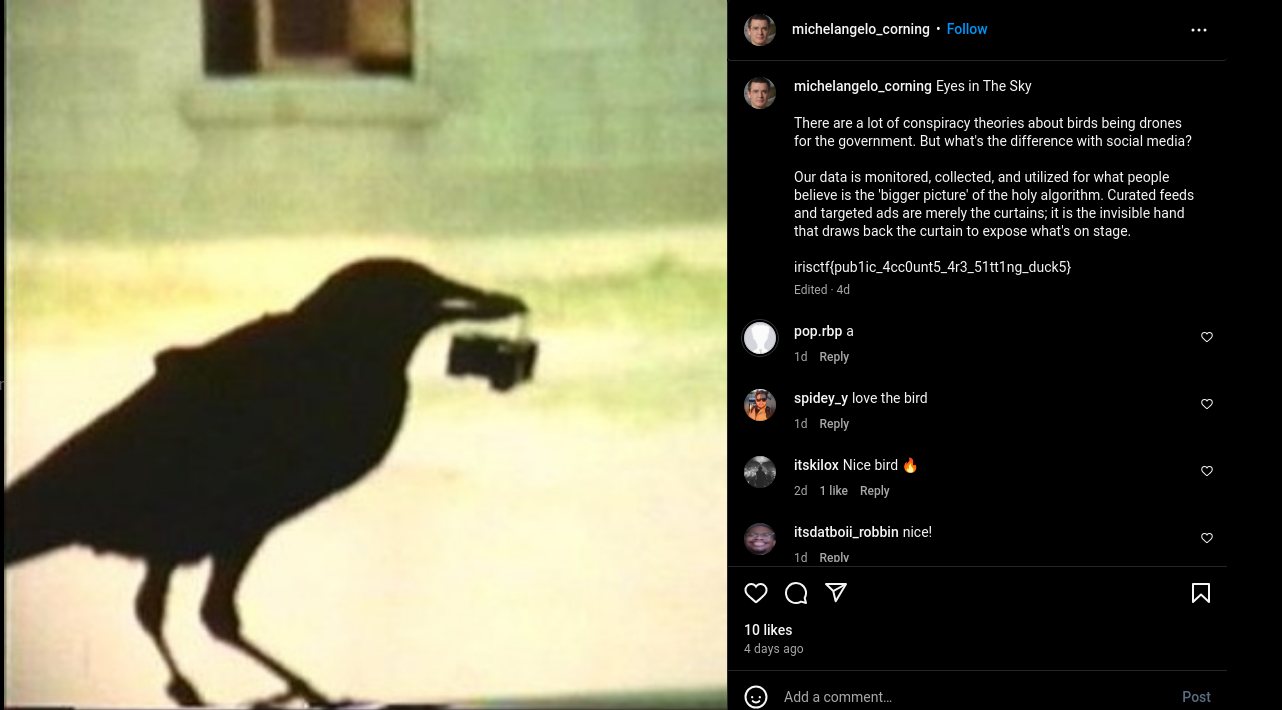 michelangelo_corning • Follow
michelangelo_corning Eyes in The Sky
There are a lot of conspiracy theories about birds being drones
for the government. But what's the difference with social media?
Our data is monitored, collected, and utilized for what people
believe is the 'bigger picture' of the holy algorithm. Curated feeds
and targeted ads are merely the curtains; it is the invisible hand
that draws back the curtain to expose what's on stage.
irisctf{pub1ic_4cc0unt5_4r3_51tt1ng_duck5}
Edited · 4d
pop.rbp a
1d Reply
spidey_y love the bird
1d Reply
itskilox Nice bird 🔥
2d 1 like Reply
itsdatboii_robbin nice!
1d Reply
10 likes
4 days ago
Add a comment…
Post